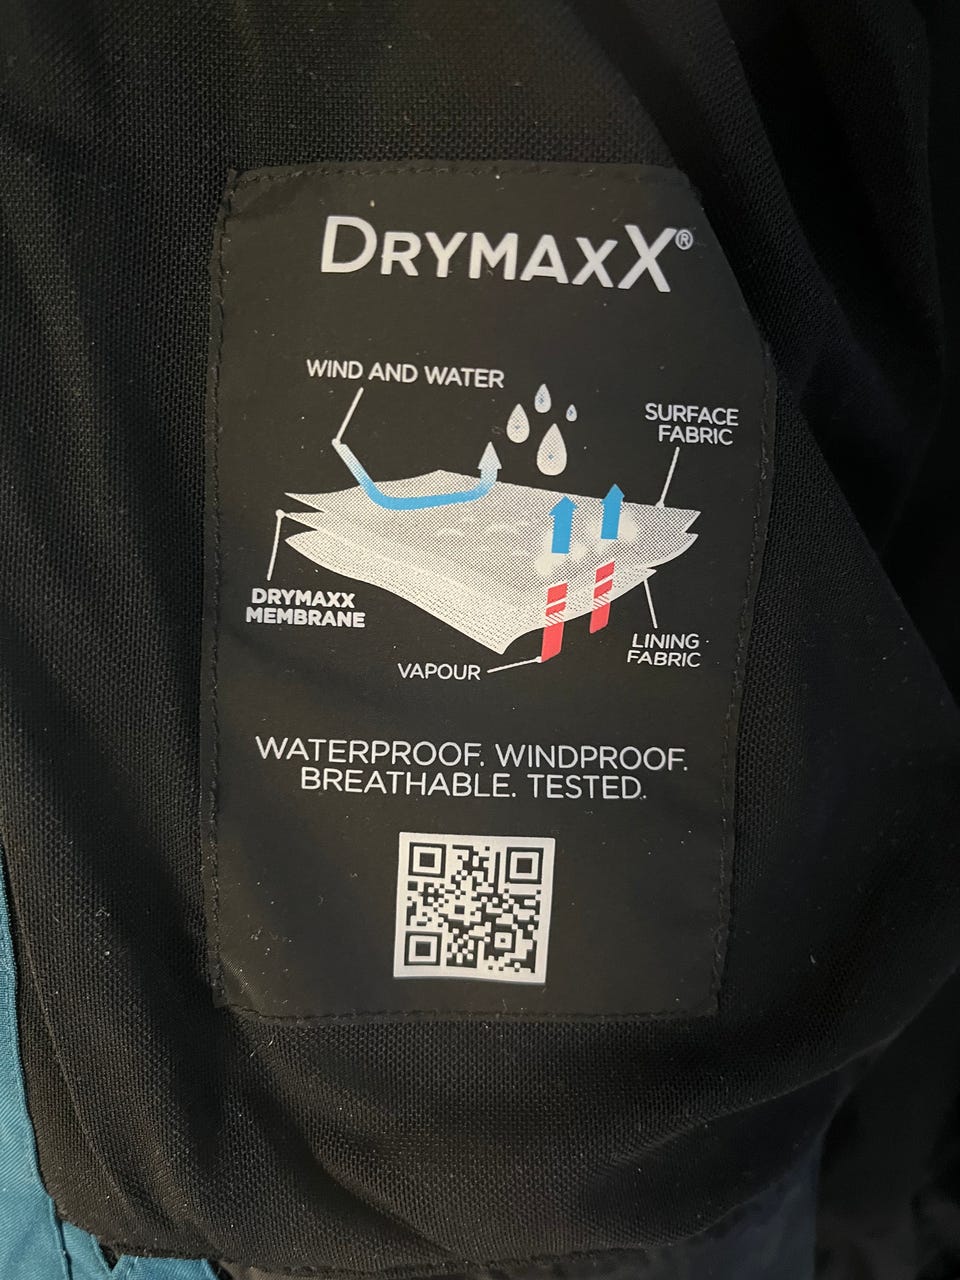 DRYMAXX®
WIND AND WATER
SURFACE
FABRIC
DRYMAXX
MEMBRANE
LINING
FABRIC
VAPOUR
WATERPROOF. WINDPROOF.
BREATHABLE. TESTED.